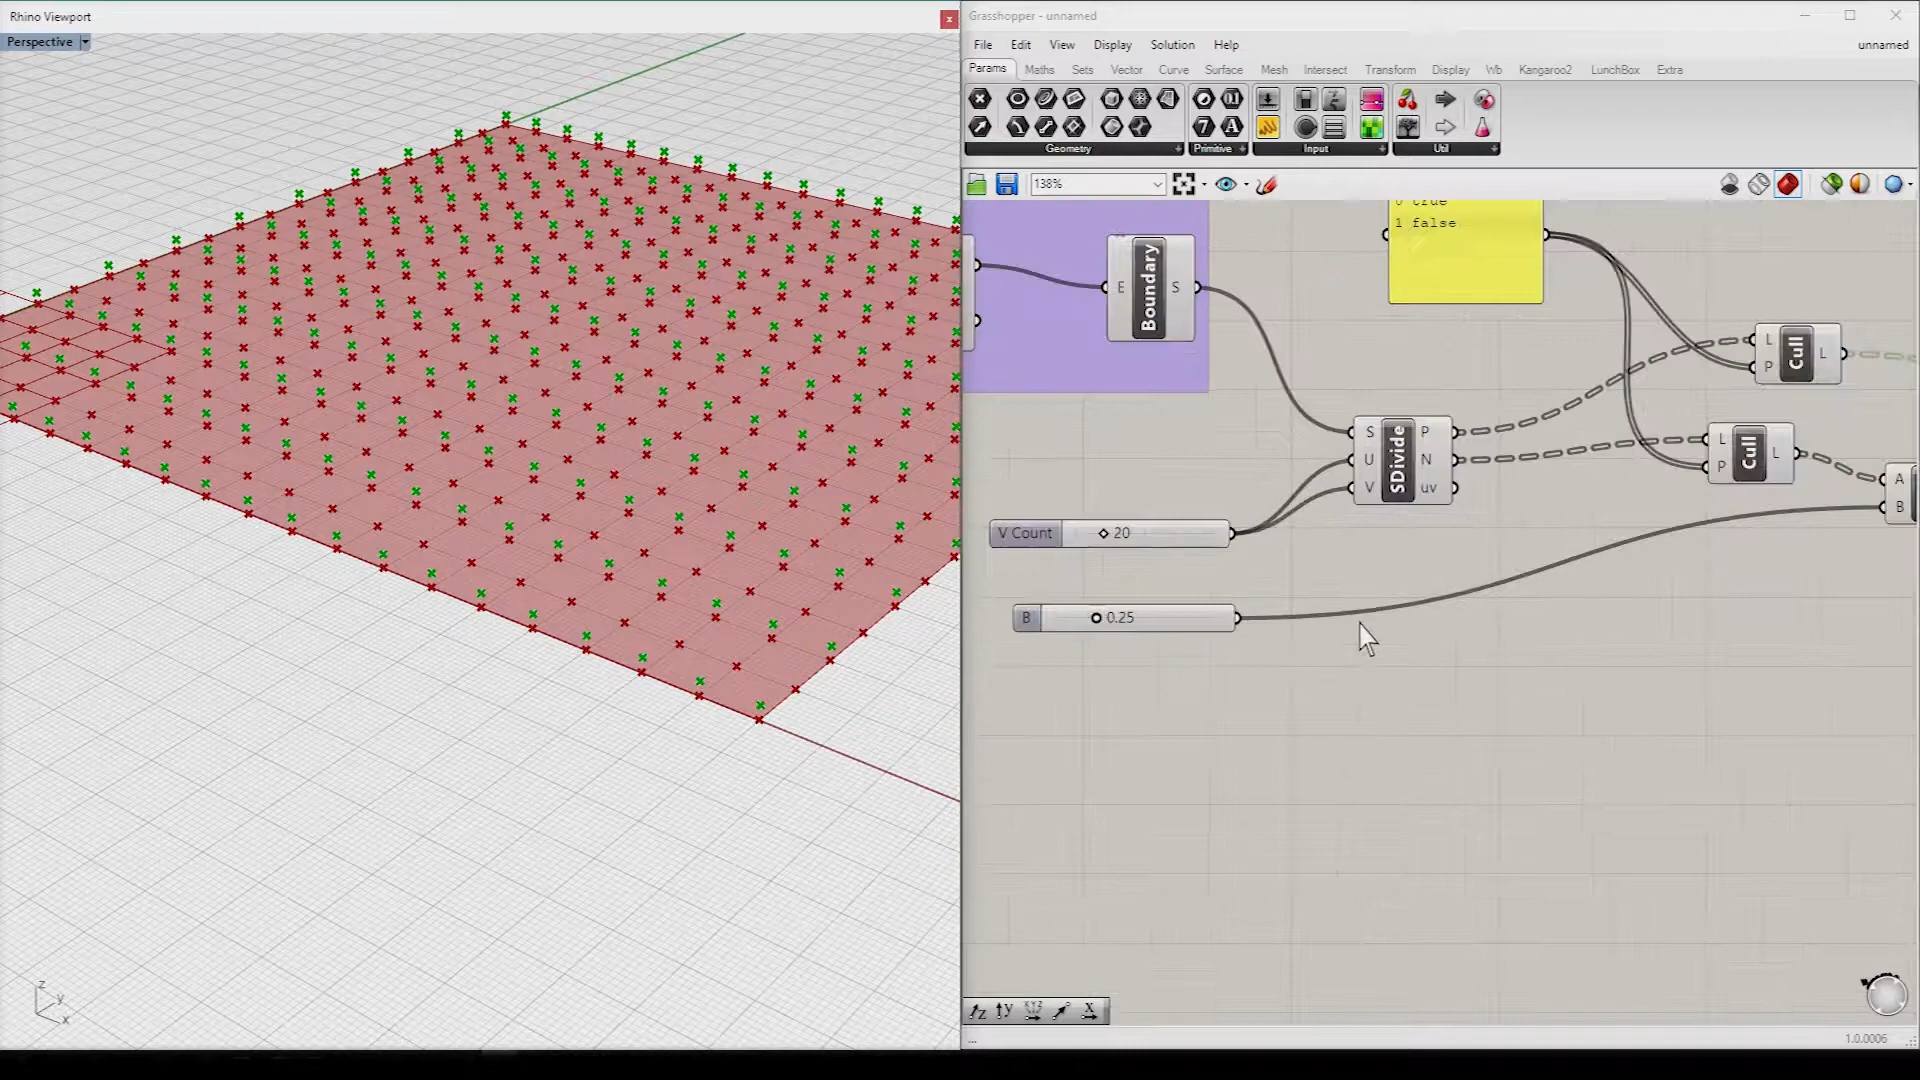 Rhino Viewport
Perspective
x
z
y
x
Grasshopper - unnamed
File Edit View Display Solution Help
unnamed
Params Maths Sets Vector Curve Surface Mesh Intersect Transform Display Wb Kangaroo2 LunchBox Extra
Geometry Primitive Input Util
138%
0 true
1 false
E Boundary S
L Cull L
P
S SDivide P
U N
V uv
L Cull L
P
A
B
V Count 20
B 0.25
...
1.0.0006